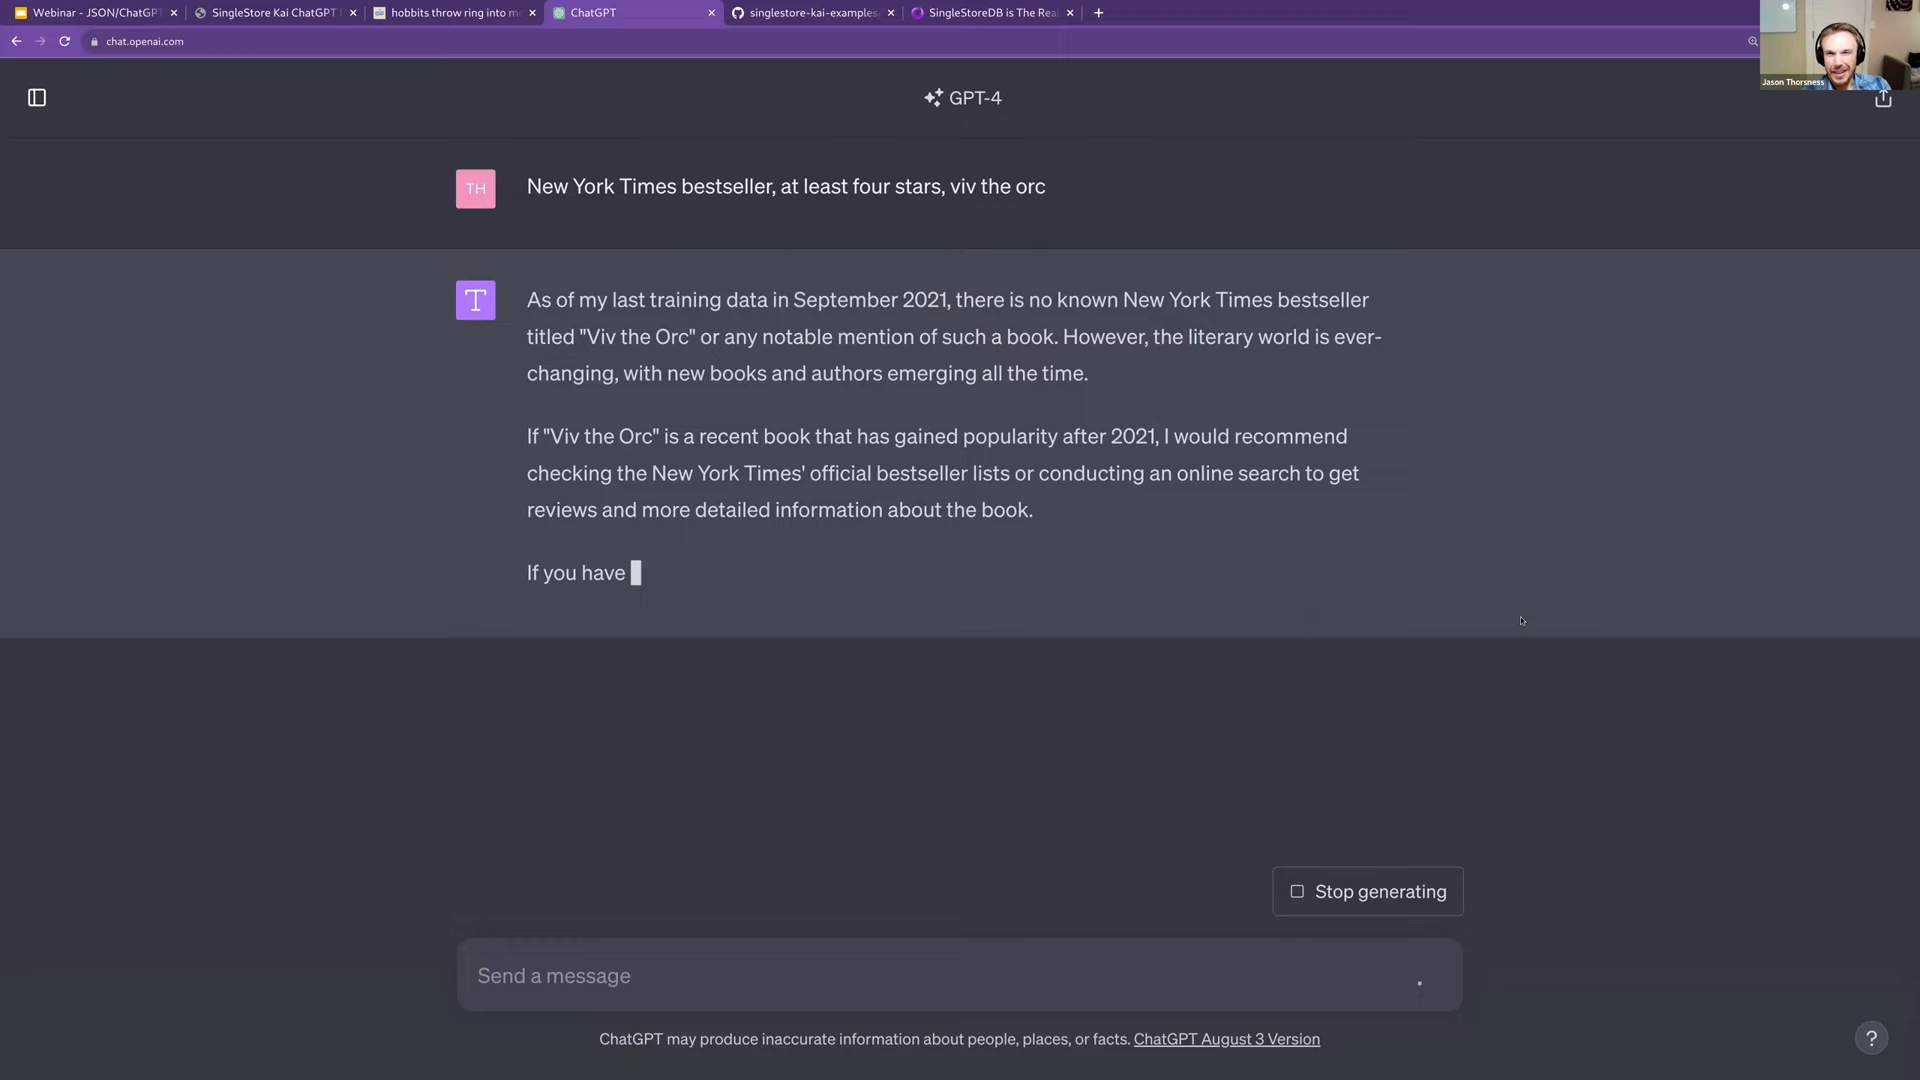 Webinar - JSON/ChatGPT
SingleStore Kai ChatGPT
hobbits throw ring into m
ChatGPT
singlestore-kai-examples
SingleStoreDB is The Rea
chat.openai.com
Jason Thorsness
GPT-4
TH
New York Times bestseller, at least four stars, viv the orc
T
As of my last training data in September 2021, there is no known New York Times bestseller
titled "Viv the Orc" or any notable mention of such a book. However, the literary world is ever-
changing, with new books and authors emerging all the time.
If "Viv the Orc" is a recent book that has gained popularity after 2021, I would recommend
checking the New York Times' official bestseller lists or conducting an online search to get
reviews and more detailed information about the book.
If you have
Stop generating
Send a message
ChatGPT may produce inaccurate information about people, places, or facts. ChatGPT August 3 Version
?